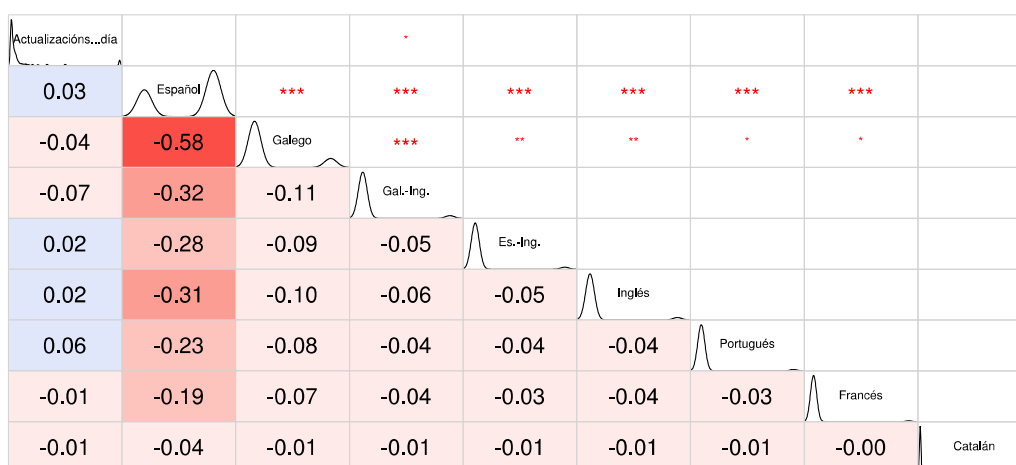 Actualizacións...día *
0.03 Español *** *** *** *** *** ***
-0.04 -0.58 Galego *** ** ** * *
-0.07 -0.32 -0.11 Gal.-Ing.
0.02 -0.28 -0.09 -0.05 Es.-Ing.
0.02 -0.31 -0.10 -0.06 -0.05 Inglés
0.06 -0.23 -0.08 -0.04 -0.04 -0.04 Portugués
-0.01 -0.19 -0.07 -0.04 -0.03 -0.04 -0.03 Francés
-0.01 -0.04 -0.01 -0.01 -0.01 -0.01 -0.01 -0.00 Catalán